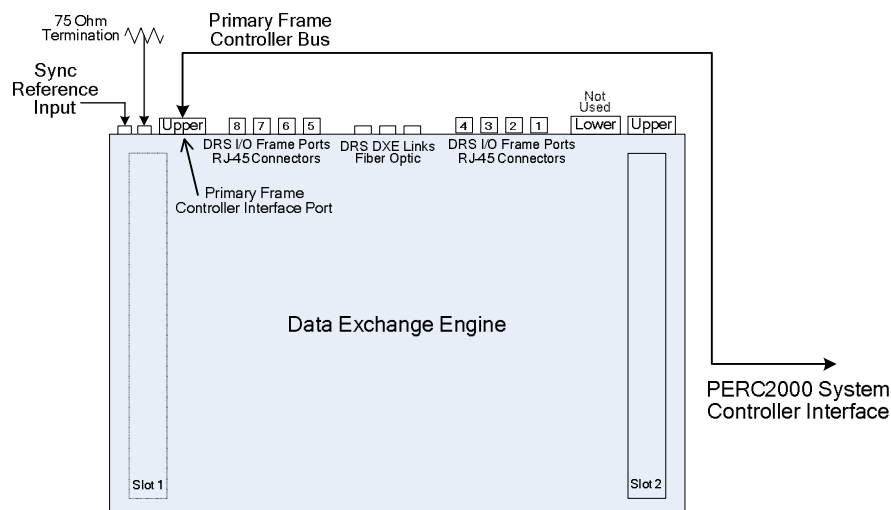 75 Ohm
Termination
Primary Frame
Controller Bus
Sync
Reference
Input
Not
Used
Upper
8
7
6
5
4
3
2
1
Lower
Upper
DRS I/O Frame Ports
RJ-45 Connectors
DRS DXE Links
Fiber Optic
DRS I/O Frame Ports
RJ-45 Connectors
Primary Frame
Controller Interface Port
Data Exchange Engine
PERC2000 System
Controller Interface
Slot 1
Slot 2